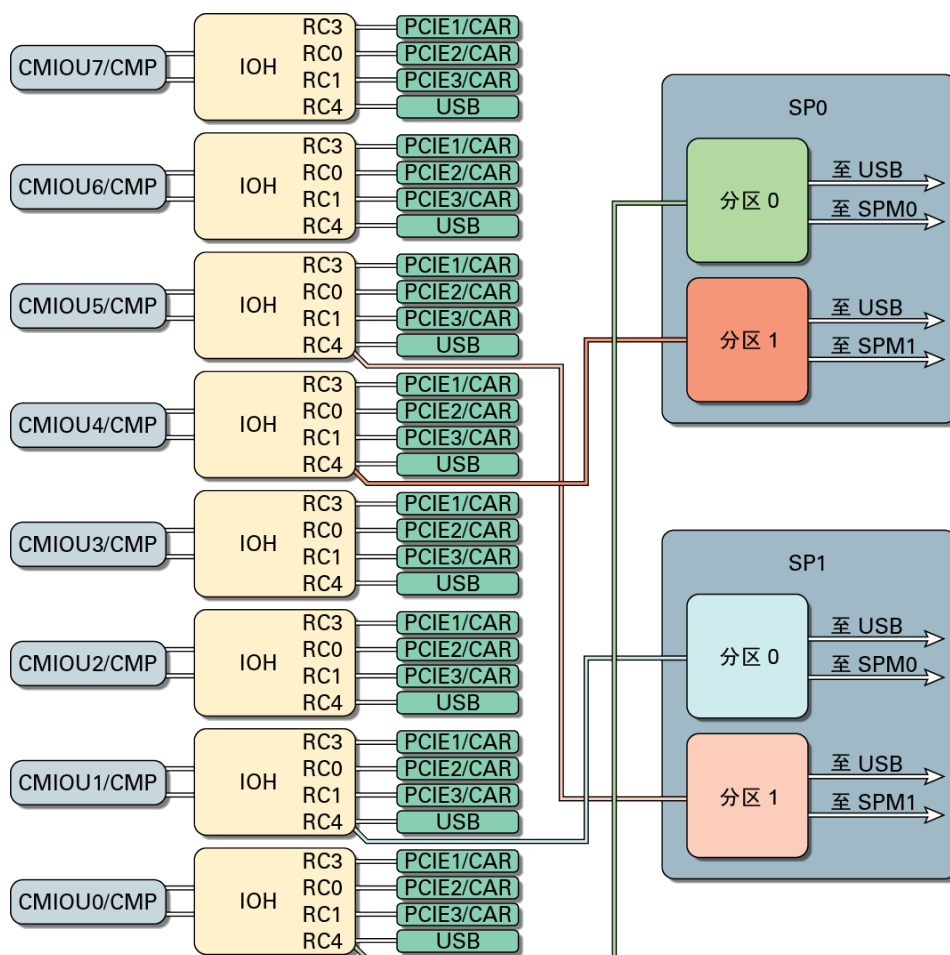 RC3 PCIE1/CAR
RC0 PCIE2/CAR
CMIOU7/CMP IOH
RC1 PCIE3/CAR
RC4 USB
RC3 PCIE1/CAR
RC0 PCIE2/CAR
CMIOU6/CMP IOH
RC1 PCIE3/CAR
RC4 USB
RC3 PCIE1/CAR
RC0 PCIE2/CAR
CMIOU5/CMP IOH
RC1 PCIE3/CAR
RC4 USB
RC3 PCIE1/CAR
RC0 PCIE2/CAR
CMIOU4/CMP IOH
RC1 PCIE3/CAR
RC4 USB
RC3 PCIE1/CAR
RC0 PCIE2/CAR
CMIOU3/CMP IOH
RC1 PCIE3/CAR
RC4 USB
RC3 PCIE1/CAR
RC0 PCIE2/CAR
CMIOU2/CMP IOH
RC1 PCIE3/CAR
RC4 USB
RC3 PCIE1/CAR
RC0 PCIE2/CAR
CMIOU1/CMP IOH
RC1 PCIE3/CAR
RC4 USB
RC3 PCIE1/CAR
RC0 PCIE2/CAR
CMIOU0/CMP IOH
RC1 PCIE3/CAR
RC4 USB
SP0
分区 0
至 USB
至 SPM0
分区 1
至 USB
至 SPM1
SP1
分区 0
至 USB
至 SPM0
分区 1
至 USB
至 SPM1